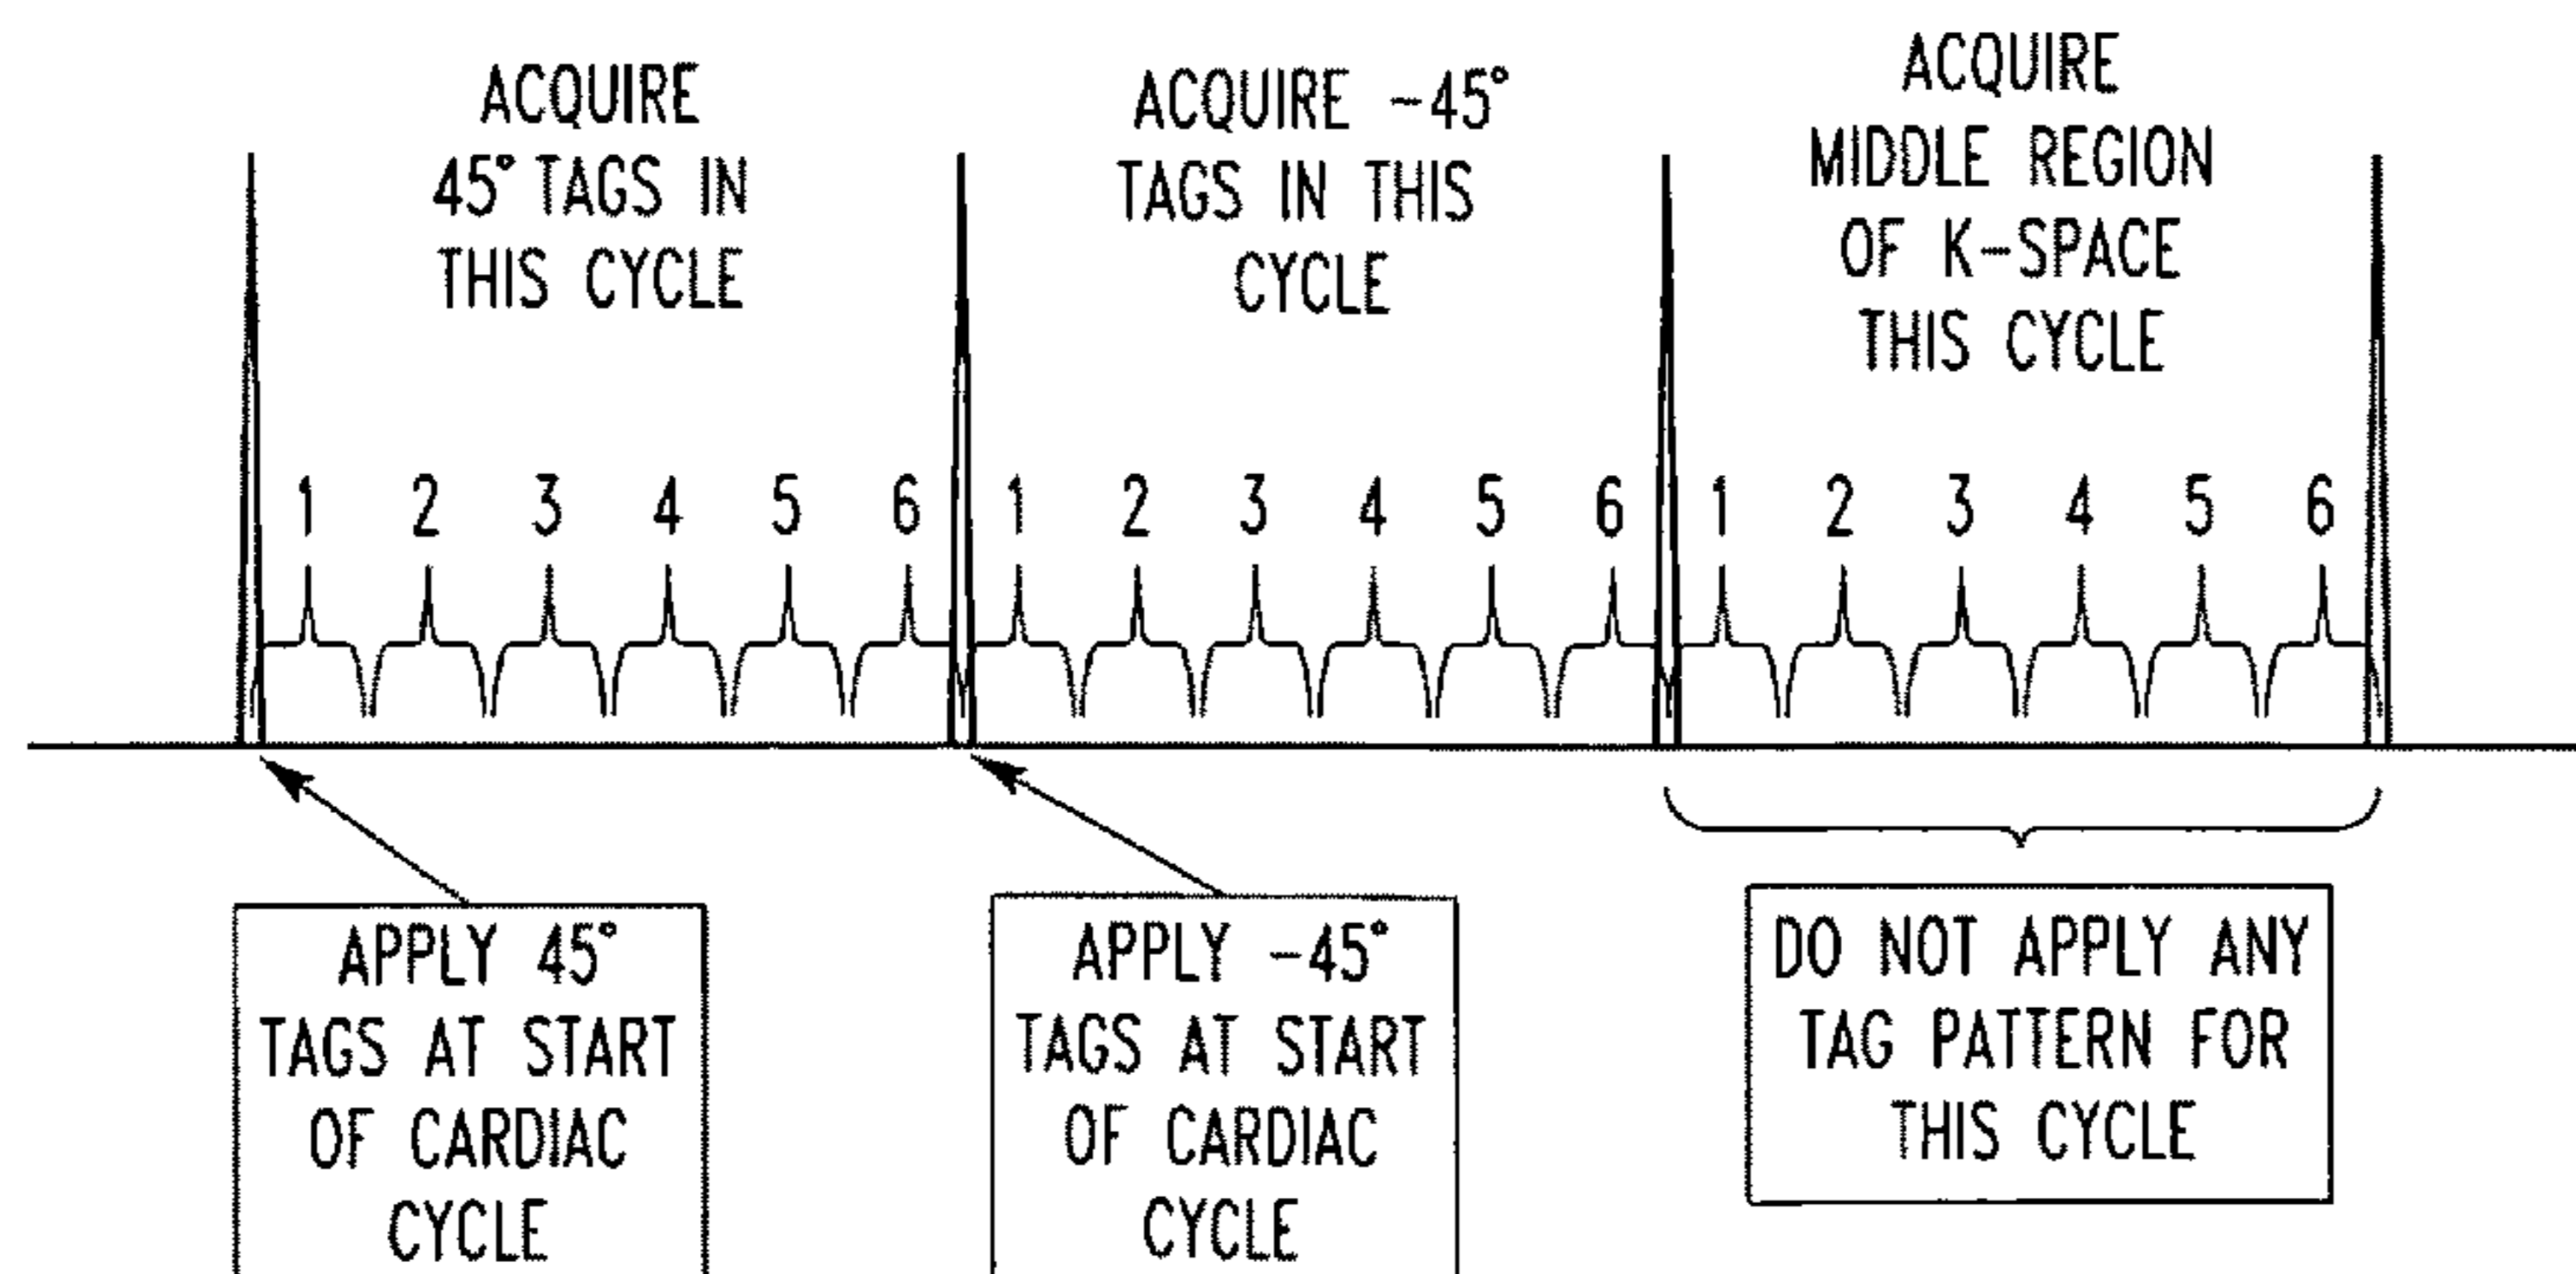 ACQUIRE
45° TAGS IN
THIS CYCLE
ACQUIRE -45°
TAGS IN THIS
CYCLE
ACQUIRE
MIDDLE REGION
OF K-SPACE
THIS CYCLE
1 2 3 4 5 6 1 2 3 4 5 6 1 2 3 4 5 6
APPLY 45°
TAGS AT START
OF CARDIAC
CYCLE
APPLY -45°
TAGS AT START
OF CARDIAC
CYCLE
DO NOT APPLY ANY
TAG PATTERN FOR
THIS CYCLE